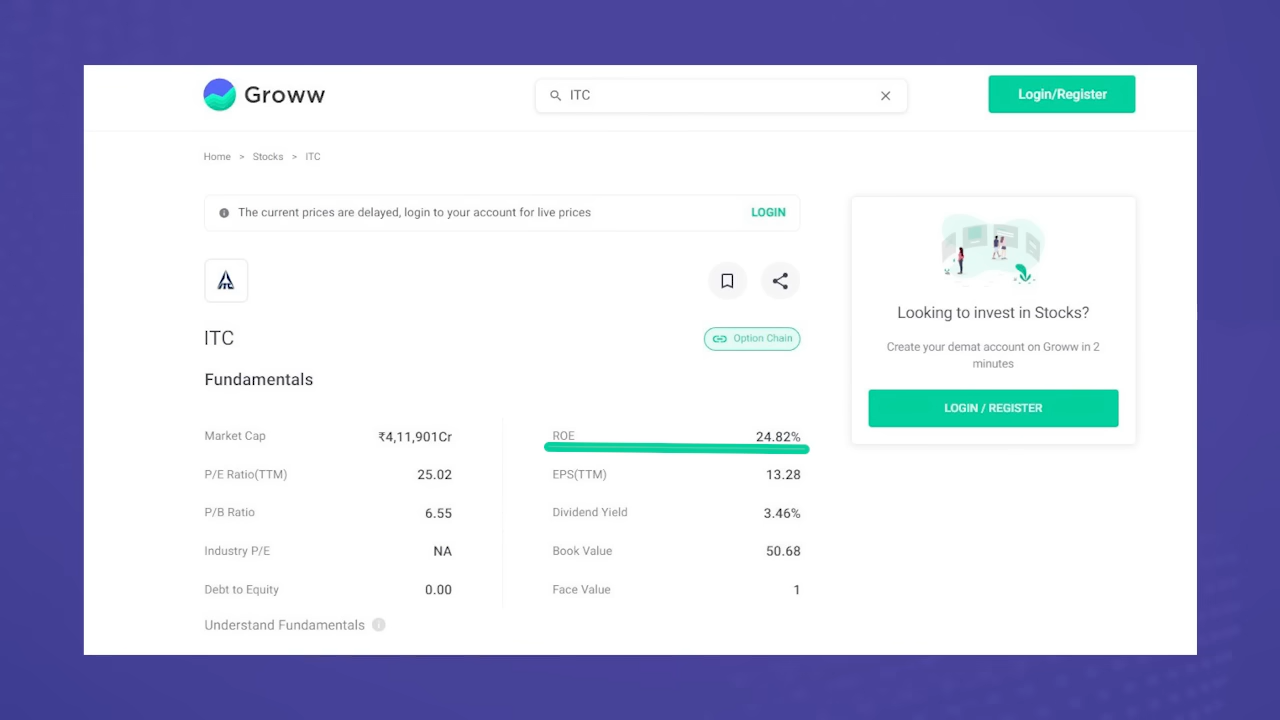 Groww
ITC
Login/Register
Home > Stocks > ITC
The current prices are delayed, login to your account for live prices
LOGIN
ITC
ITC
Option Chain
Fundamentals
Market Cap ₹4,11,901Cr
P/E Ratio(TTM) 25.02
P/B Ratio 6.55
Industry P/E NA
Debt to Equity 0.00
ROE 24.82%
EPS(TTM) 13.28
Dividend Yield 3.46%
Book Value 50.68
Face Value 1
Understand Fundamentals
Looking to invest in Stocks?
Create your demat account on Groww in 2
minutes
LOGIN / REGISTER